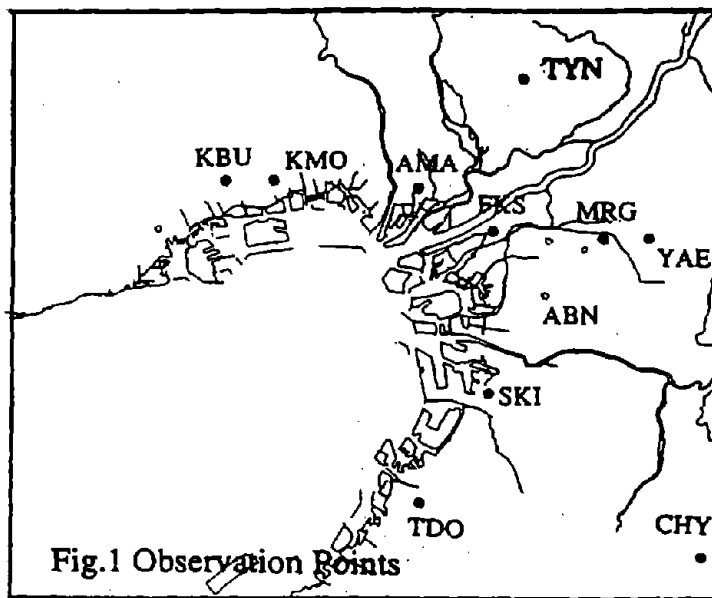 TYN
KBU
KMO
AMA
FKS
MRG
YAE
ABN
SKI
TDO
CHY
Fig.1 Observation Points